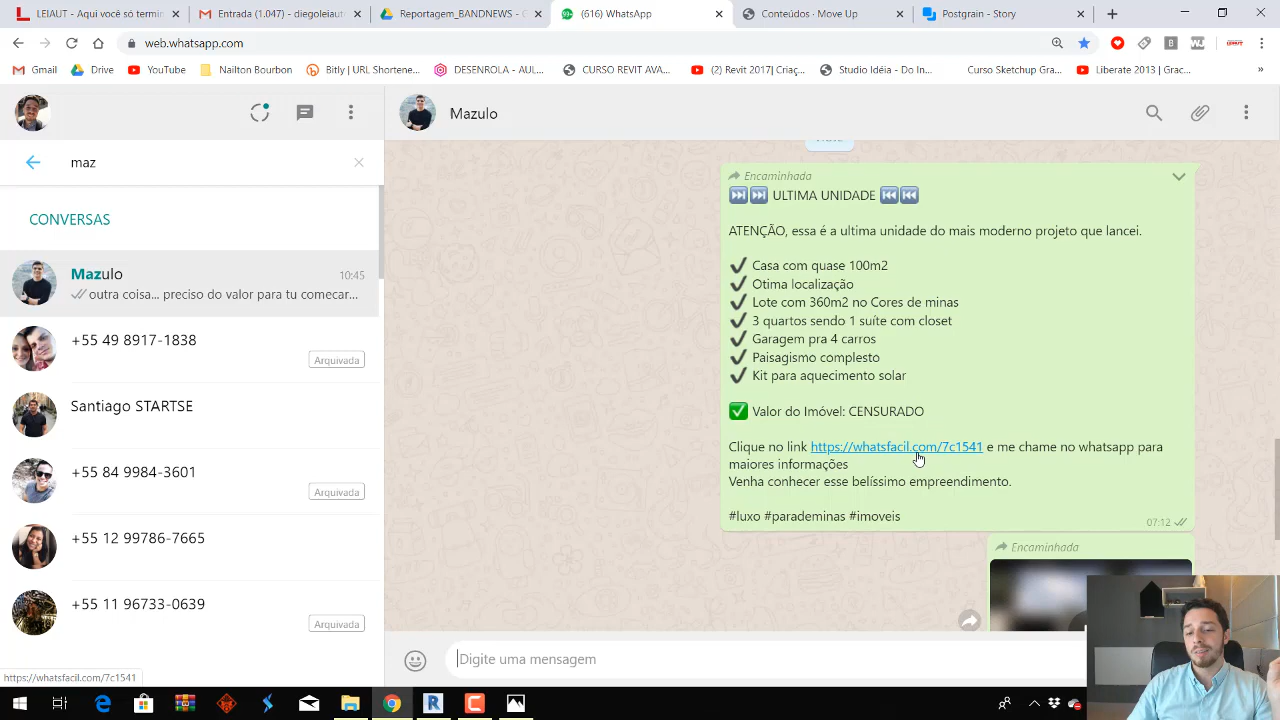 Você aqui, um termi...
Entrada (1.047) - gpgleiaut
Reportagem_BANDNEWS - G
99+
(616) WhatsApp
Conteúdos - Move Up
Postgrain - Story
web.whatsapp.com
Gmail
Drive
YouTube
Nailton Bourbon
Bitly | URL Shortene...
DESENROLA - AUL...
CURSO REVIT AVA...
(2) Revit 2017|Criaç...
Studio Idéia - Do In...
Curso Sketchup Gra...
Liberate 2013 | Grac...
»
Mazulo
maz
CONVERSAS
Mazulo
10:45
outra coisa... preciso do valor para tu comecar...
+55 49 8917-1838
Arquivada
Santiago STARTSE
+55 84 9984-3601
Arquivada
+55 12 99786-7665
+55 11 96733-0639
Arquivada
Encaminhada
⏭⏭ ULTIMA UNIDADE ⏮⏮
ATENÇÃO, essa é a ultima unidade do mais moderno projeto que lancei.
✔ Casa com quase 100m2
✔ Otima localização
✔ Lote com 360m2 no Cores de minas
✔ 3 quartos sendo 1 suíte com closet
✔ Garagem pra 4 carros
✔ Paisagismo complesto
✔ Kit para aquecimento solar
✅ Valor do Imóvel: CENSURADO
Clique no link https://whatsfacil.com/7c1541 e me chame no whatsapp para
maiores informações
Venha conhecer esse belíssimo empreendimento.
#luxo #parademinas #imoveis
07:12
Encaminhada
Digite uma mensagem
https://whatsfacil.com/7c1541